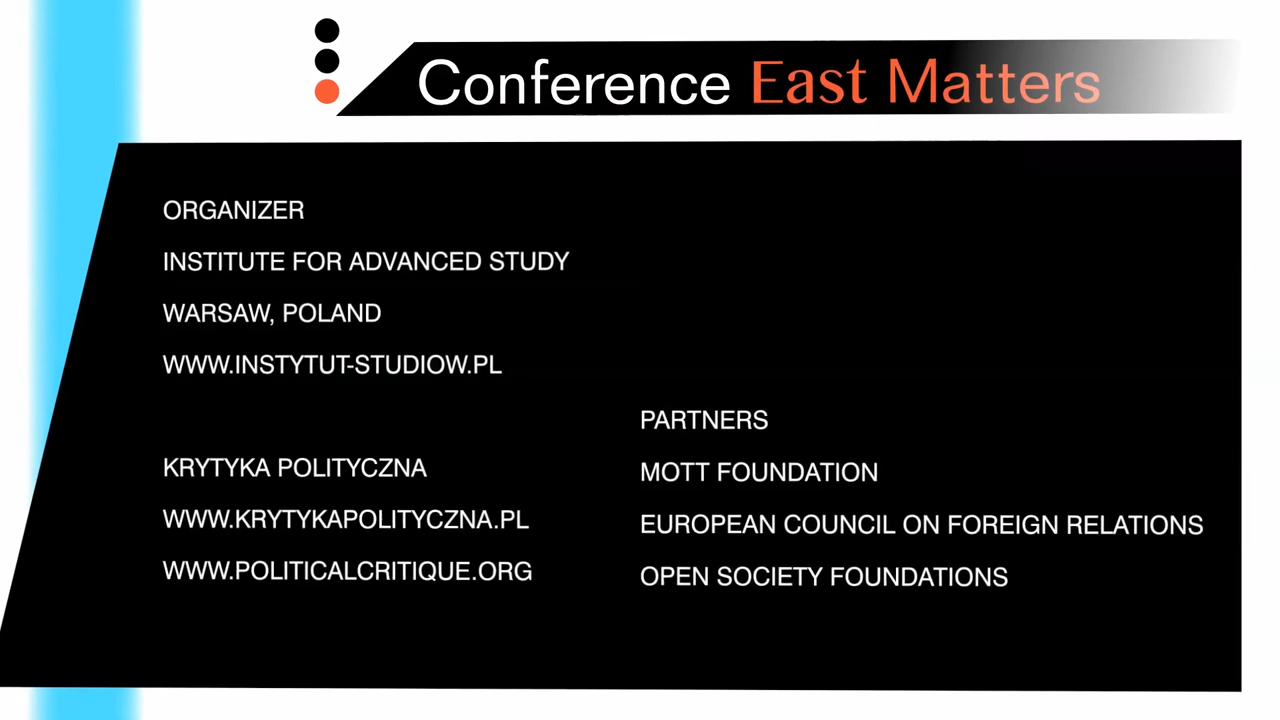 Conference East Matters
ORGANIZER
INSTITUTE FOR ADVANCED STUDY
WARSAW, POLAND
WWW.INSTYTUT-STUDIOW.PL
KRYTYKA POLITYCZNA
WWW.KRYTYKAPOLITYCZNA.PL
WWW.POLITICALCRITIQUE.ORG
PARTNERS
MOTT FOUNDATION
EUROPEAN COUNCIL ON FOREIGN RELATIONS
OPEN SOCIETY FOUNDATIONS